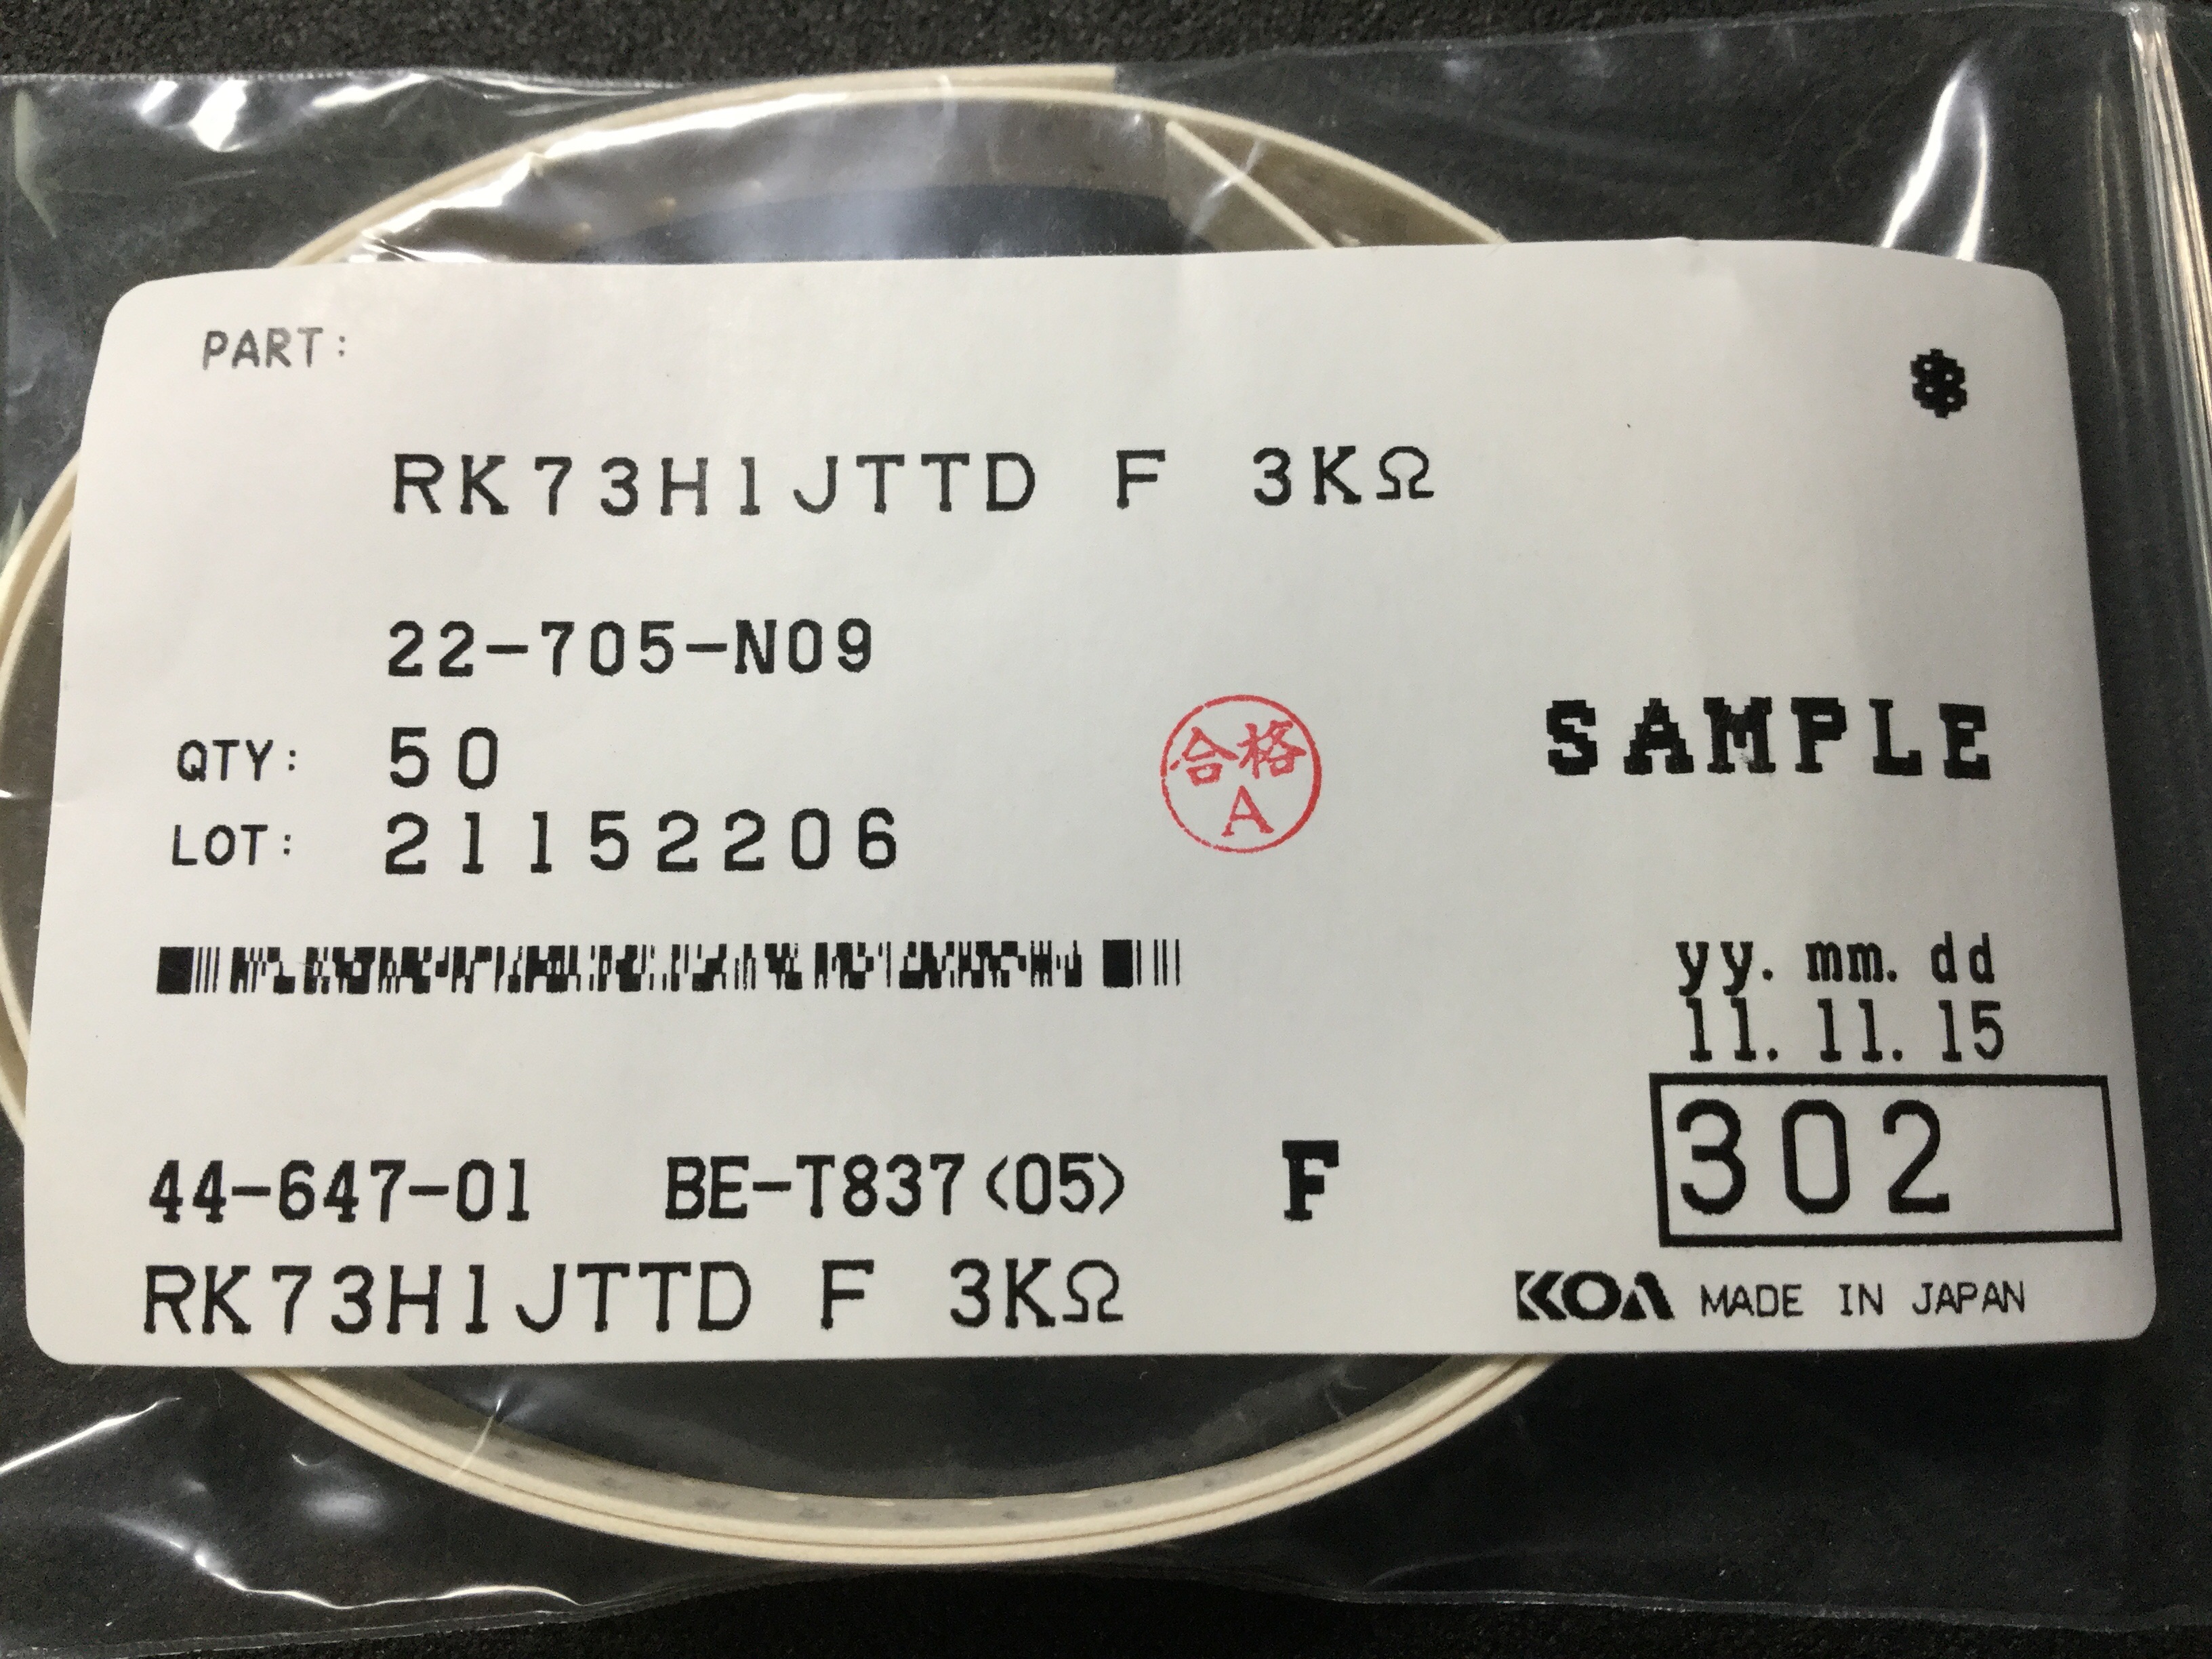 PART:
RK73H1JTTD F 3KΩ
22-705-N09
QTY: 50
LOT: 21152206
合格
A
SAMPLE
yy. mm. dd
11. 11. 15
302
44-647-01 BE-T837<05> F
RK73H1JTTD F 3KΩ
KOA MADE IN JAPAN